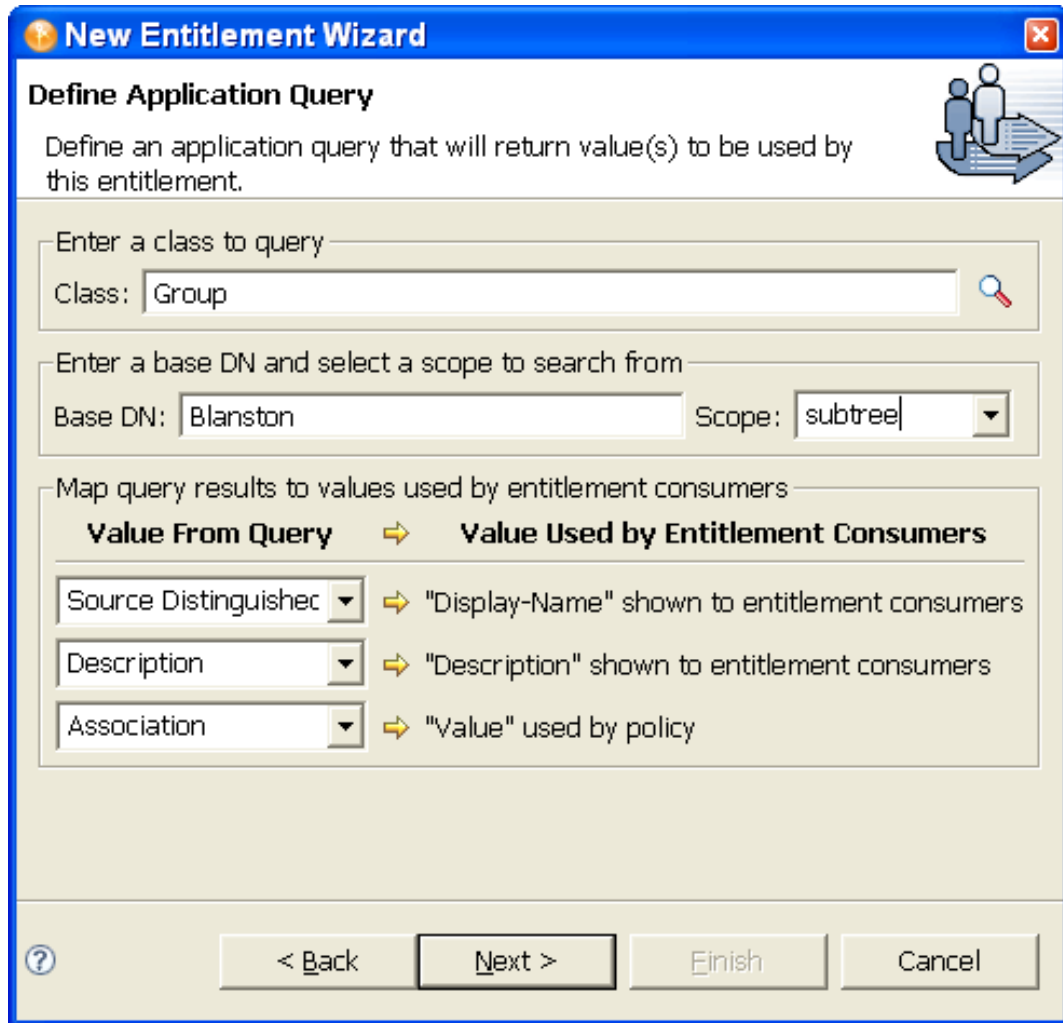 New Entitlement Wizard
Define Application Query
Define an application query that will return value(s) to be used by
this entitlement.
Enter a class to query
Class: Group
Enter a base DN and select a scope to search from
Base DN: Blanston Scope: subtree
Map query results to values used by entitlement consumers
Value From Query Value Used by Entitlement Consumers
Source Distinguished "Display-Name" shown to entitlement consumers
Description "Description" shown to entitlement consumers
Association "Value" used by policy
< Back Next > Finish Cancel